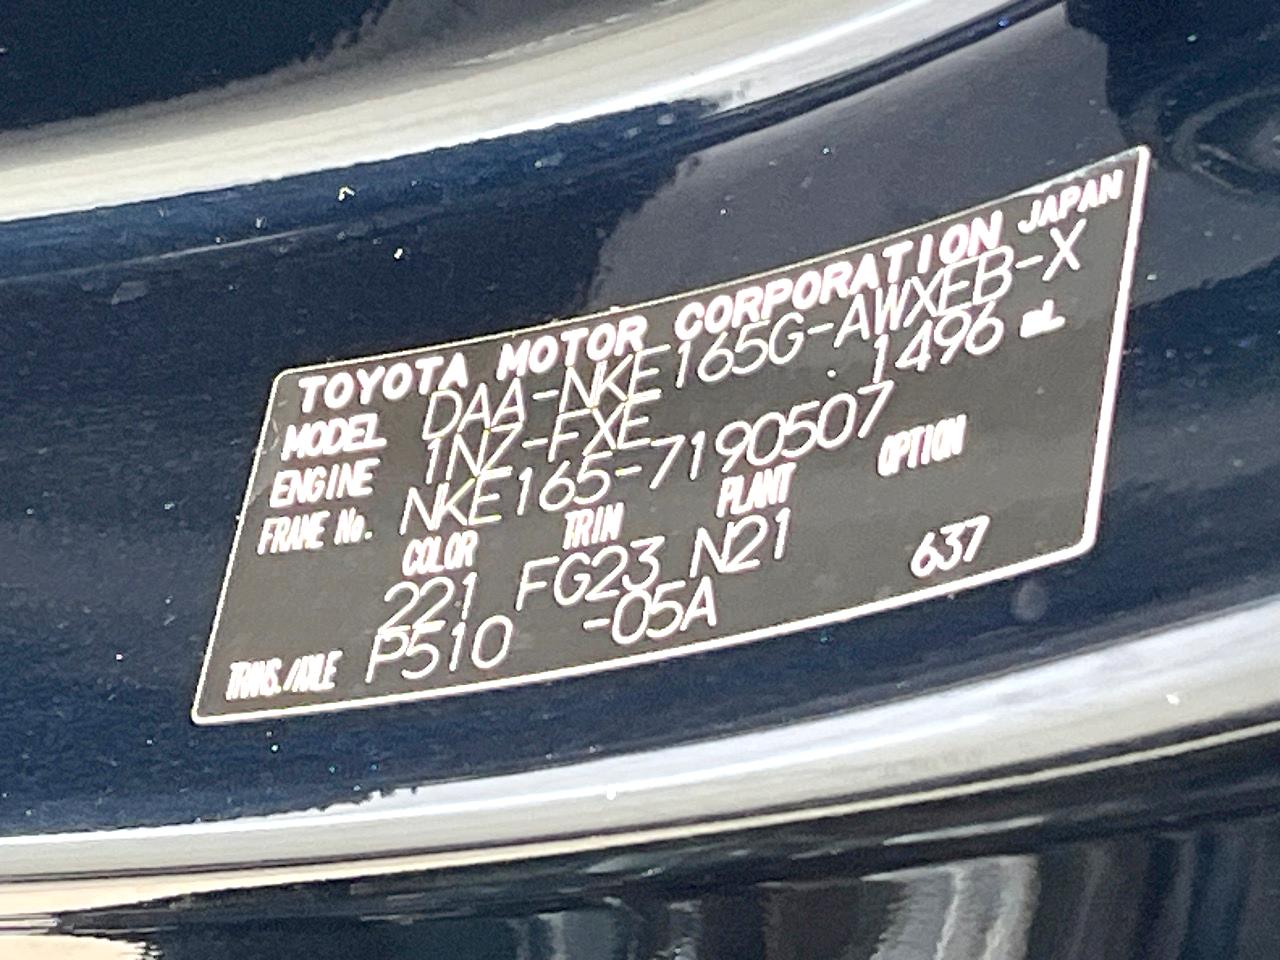 TOYOTA MOTOR CORPORATION JAPAN
MODEL DAA-NKE165G-AWXEB-X
ENGINE 1NZ-FXE 1496 mL
FRAME No. NKE165-7190507
COLOR TRIM PLANT OPTION
221 FG23 N21 637
TRANS./AXLE P510 -05A